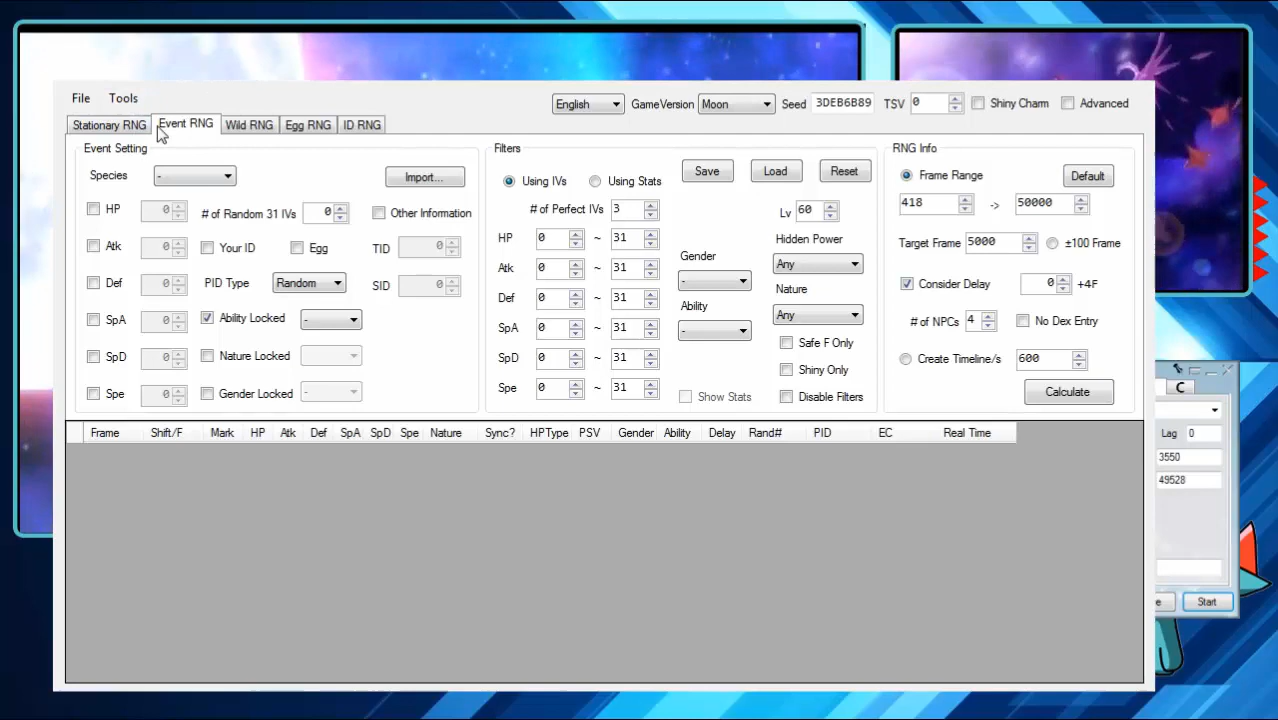 File Tools
English GameVersion Moon Seed 3DEB6B89 TSV 0 Shiny Charm Advanced
Stationary RNG Event RNG Wild RNG Egg RNG ID RNG
Event Setting
Species - Import...
HP 0 # of Random 31 IVs 0 Other Information
Atk 0 Your ID Egg TID 0
Def 0 PID Type Random SID 0
SpA 0 Ability Locked -
SpD 0 Nature Locked
Spe 0 Gender Locked -
Filters
Using IVs Using Stats Save Load Reset
# of Perfect IVs 3 Lv 60
HP 0 ~ 31
Atk 0 ~ 31
Def 0 ~ 31
SpA 0 ~ 31
SpD 0 ~ 31
Spe 0 ~ 31
Gender
-
Ability
-
Hidden Power
Any
Nature
Any
Safe F Only
Shiny Only
Show Stats Disable Filters
RNG Info
Frame Range Default
418 -> 50000
Target Frame 5000 ±100 Frame
Consider Delay 0 +4F
# of NPCs 4 No Dex Entry
Create Timeline/s 600
Calculate
Frame Shift/F Mark HP Atk Def SpA SpD Spe Nature Sync? HPType PSV Gender Ability Delay Rand# PID EC Real Time
C
Lag 0
3550
49528
e Start